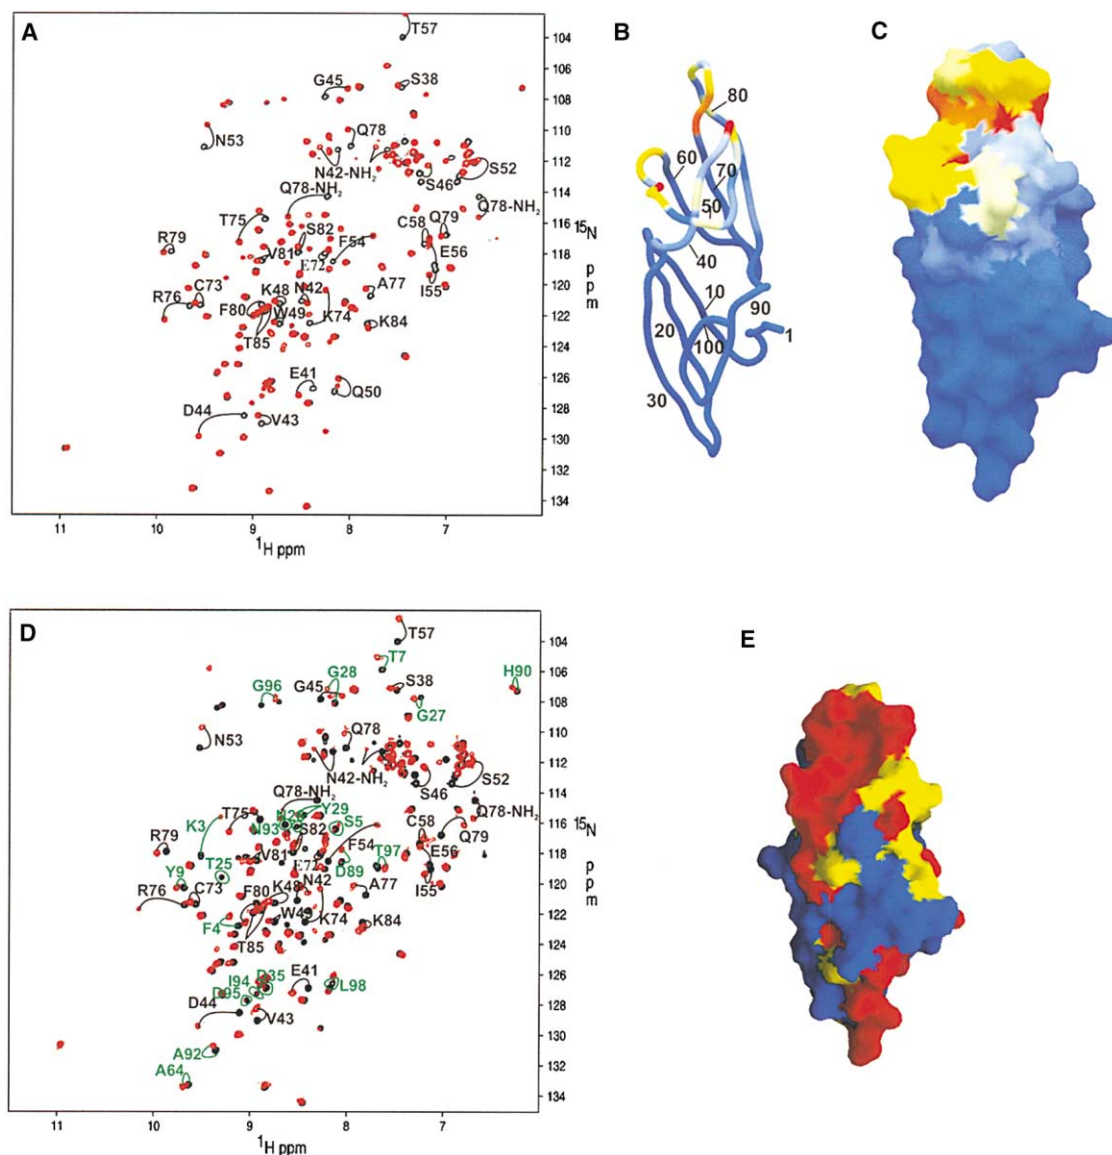 A
T57
104
G45
S38
106
108
Q78
N53
110
N42-NH2
112
S46
S52
Q78-NH2
114
Q78-NH2
T75
S82
C58
Q79
116
15N
R79
V81
F54
E56
118
E72
p
p
m
I55
A77
C73
K48
N42
120
R76
F80
W49
K74
K84
122
T85
124
E41
Q50
126
D44
V43
128
130
132
134
11
10
9
8
7
1H ppm
B
80
60
70
50
40
10
90
20
100
1
30
C
D
T57
104
T7
G28
H90
G96
G45
S38
106
G27
108
N53
Q78
110
N42-NH2
112
S46
S52
Q78-NH2
114
Q78-NH2
K3
T75
Y29
S5
C58
Q79
116
15N
R79
N93
S82
V81
F54
T97
E56
118
Y9
T25
E72
D89
I55
p
p
m
R76
C73
F80
K48
N42
A77
120
F4
W49
K74
K84
122
T85
124
I94
D35
E41
D95
L98
126
D44
V43
128
A92
130
A64
132
134
11
10
9
8
7
1H ppm
E